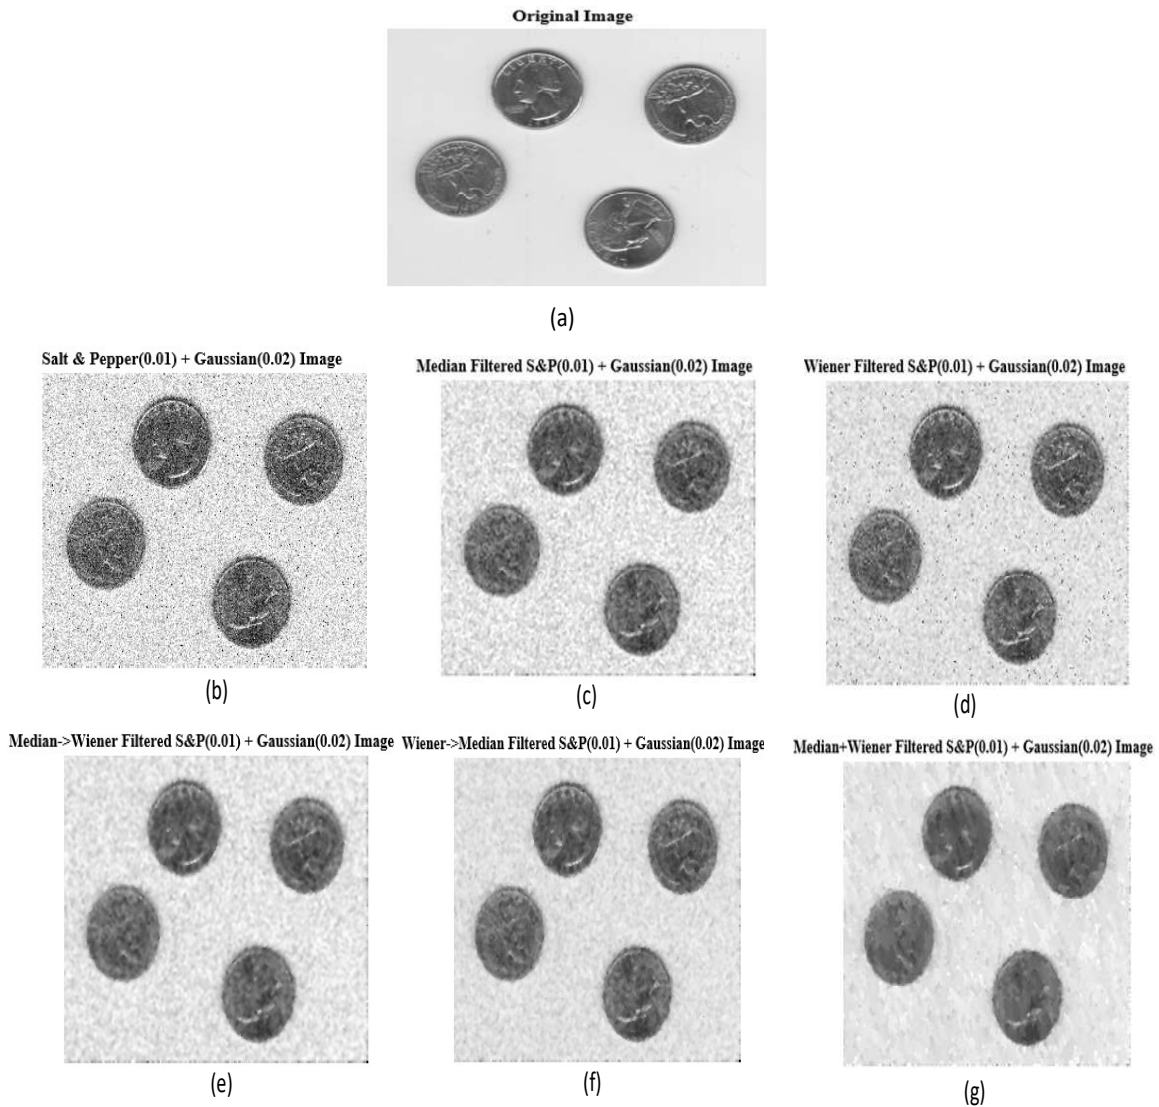 Original Image
LIBERTY
(a)
Salt & Pepper(0.01) + Gaussian(0.02) Image
Median Filtered S&P(0.01) + Gaussian(0.02) Image
Wiener Filtered S&P(0.01) + Gaussian(0.02) Image
(b)
(c)
(d)
Median->Wiener Filtered S&P(0.01) + Gaussian(0.02) Image
Wiener->Median Filtered S&P(0.01) + Gaussian(0.02) Image
Median+Wiener Filtered S&P(0.01) + Gaussian(0.02) Image
(e)
(f)
(g)